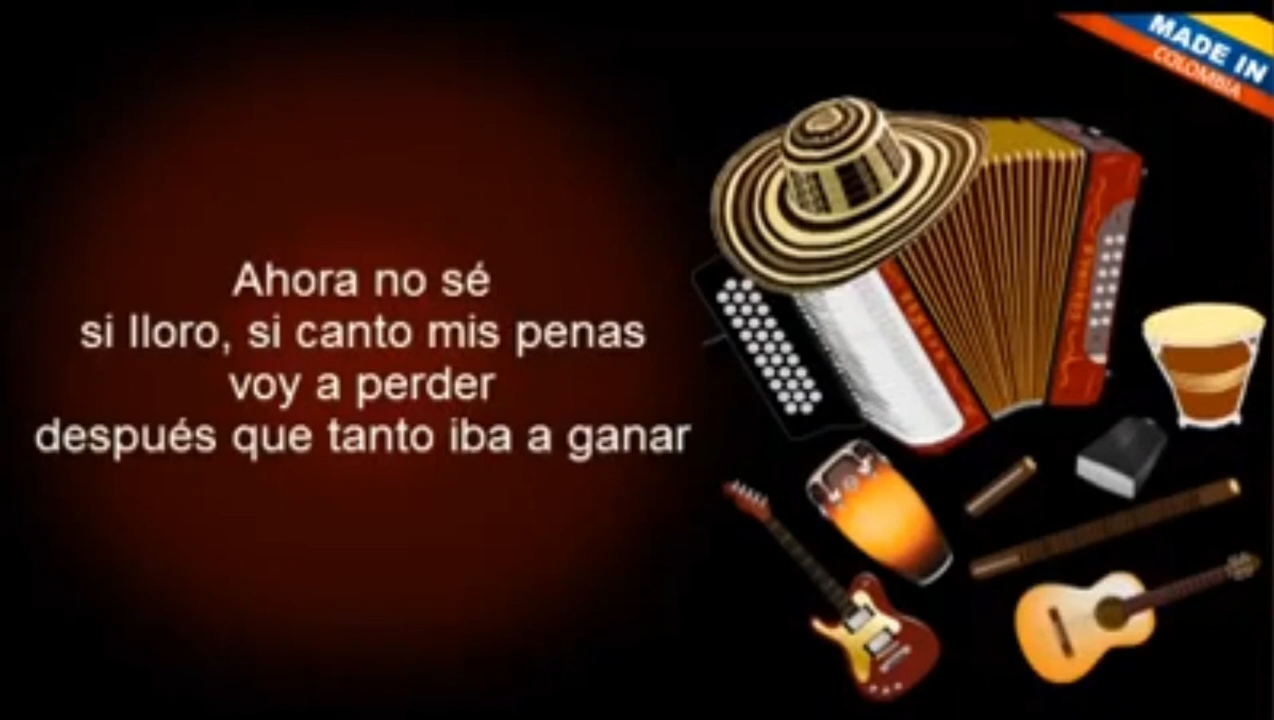 MADE IN
COLOMBIA
Ahora no sé
si lloro, si canto mis penas
voy a perder
después que tanto iba a ganar